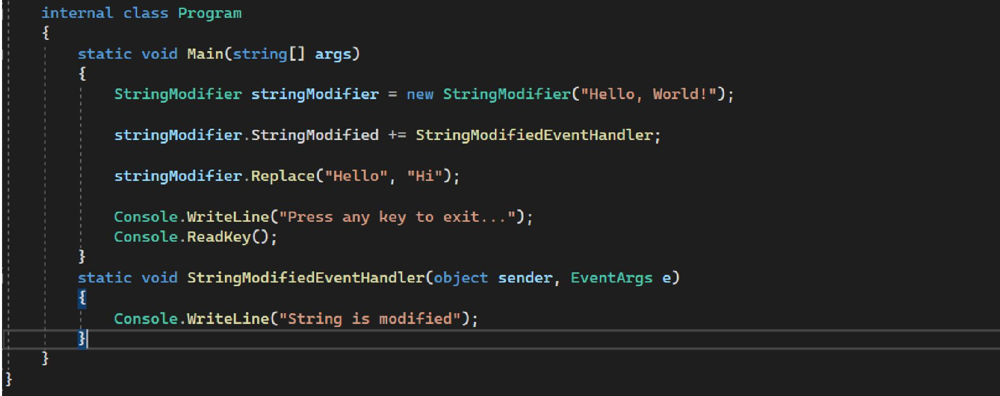 internal class Program
{
static void Main(string[] args)
{
StringModifier stringModifier = new StringModifier("Hello, World!");
stringModifier.StringModified += StringModifiedEventHandler;
stringModifier.Replace("Hello", "Hi");
Console.WriteLine("Press any key to exit...");
Console.ReadKey();
}
static void StringModifiedEventHandler(object sender, EventArgs e)
{
Console.WriteLine("String is modified");
}
}
}